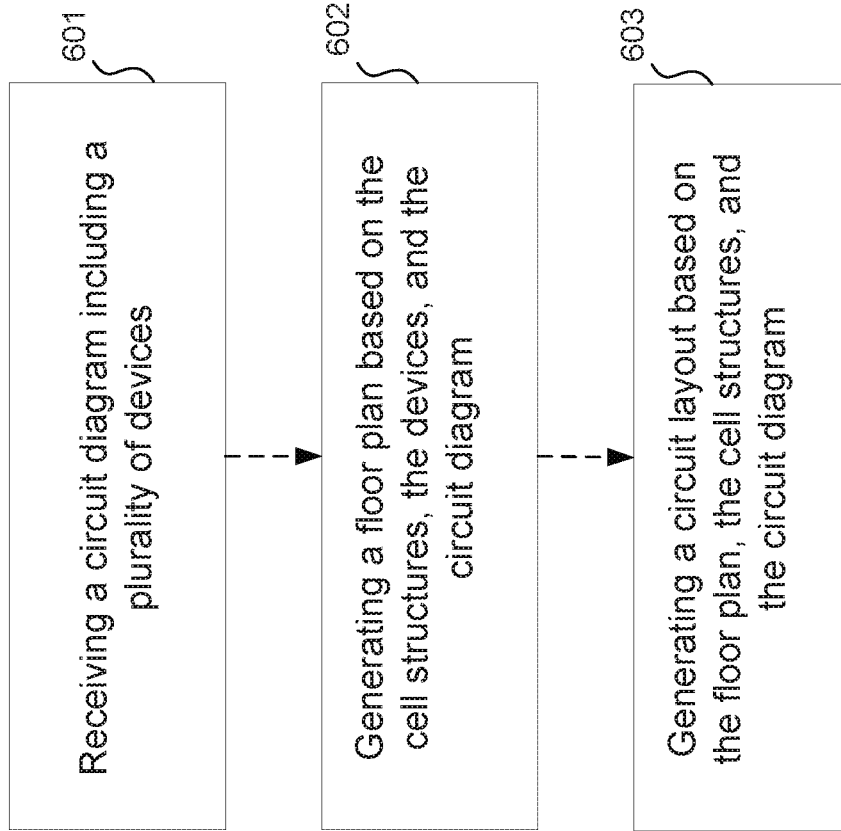 601
Receiving a circuit diagram including a
plurality of devices
602
Generating a floor plan based on the
cell structures, the devices, and the
circuit diagram
603
Generating a circuit layout based on
the floor plan, the cell structures, and
the circuit diagram